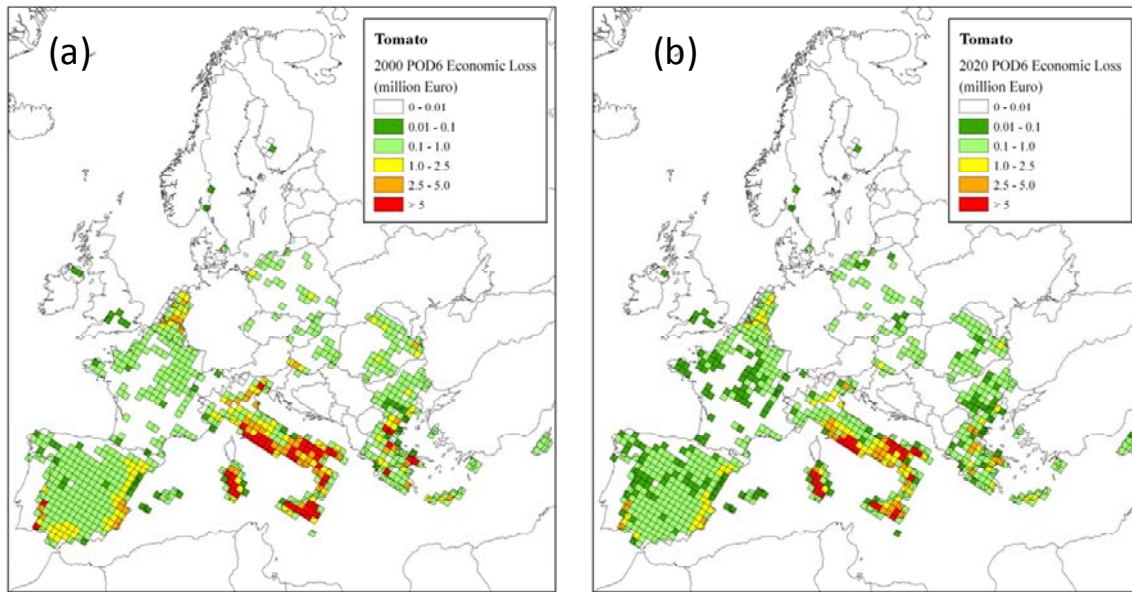 (a)
Tomato
2000 POD6 Economic Loss
(million Euro)
0 - 0.01
0.01 - 0.1
0.1 - 1.0
1.0 - 2.5
2.5 - 5.0
> 5
(b)
Tomato
2020 POD6 Economic Loss
(million Euro)
0 - 0.01
0.01 - 0.1
0.1 - 1.0
1.0 - 2.5
2.5 - 5.0
> 5